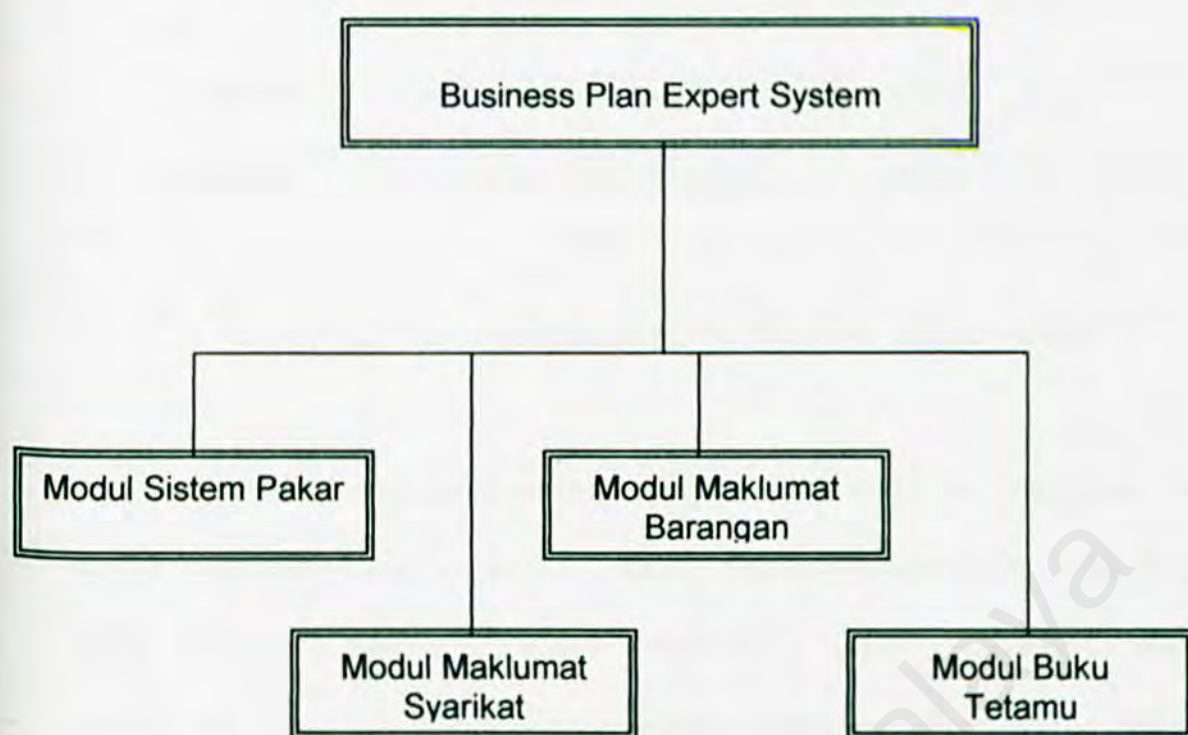 Business Plan Expert System
Modul Sistem Pakar
Modul Maklumat
Barangan
Modul Maklumat
Syarikat
Modul Buku
Tetamu